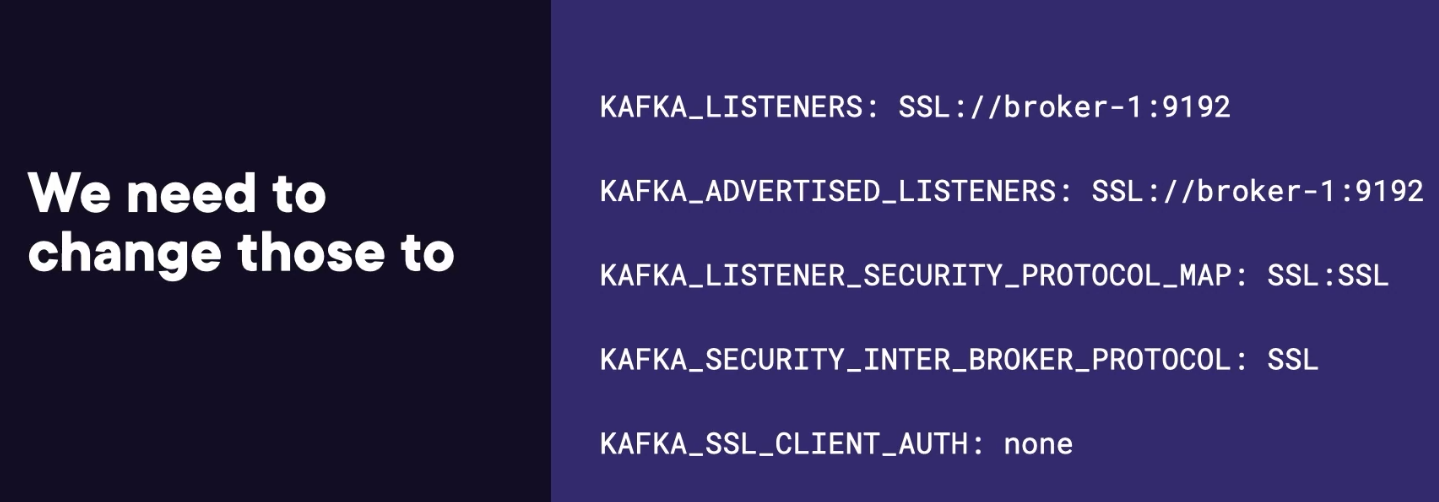 We need to
change those to
KAFKA_LISTENERS: SSL://broker-1:9192
KAFKA_ADVERTISED_LISTENERS: SSL://broker-1:9192
KAFKA_LISTENER_SECURITY_PROTOCOL_MAP: SSL:SSL
KAFKA_SECURITY_INTER_BROKER_PROTOCOL: SSL
KAFKA_SSL_CLIENT_AUTH: none